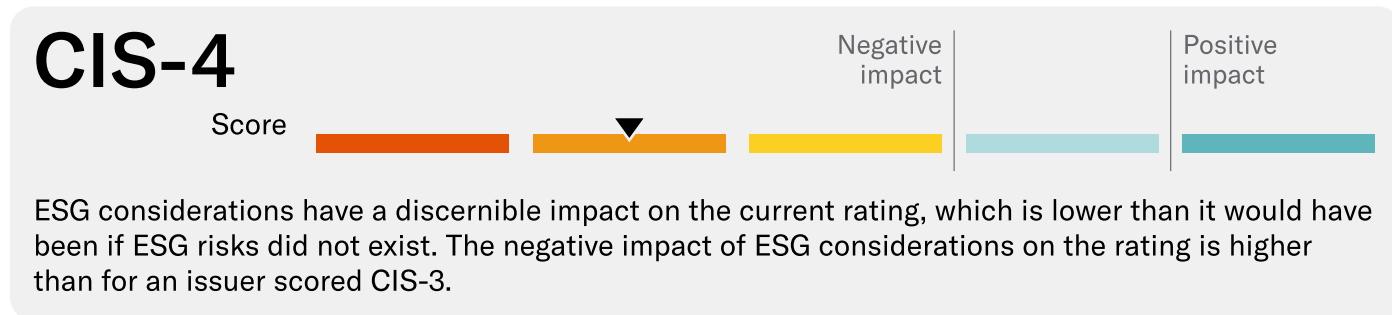 CIS-4
Negative
impact
Positive
impact
Score
ESG considerations have a discernible impact on the current rating, which is lower than it would have
been if ESG risks did not exist. The negative impact of ESG considerations on the rating is higher
than for an issuer scored CIS-3.